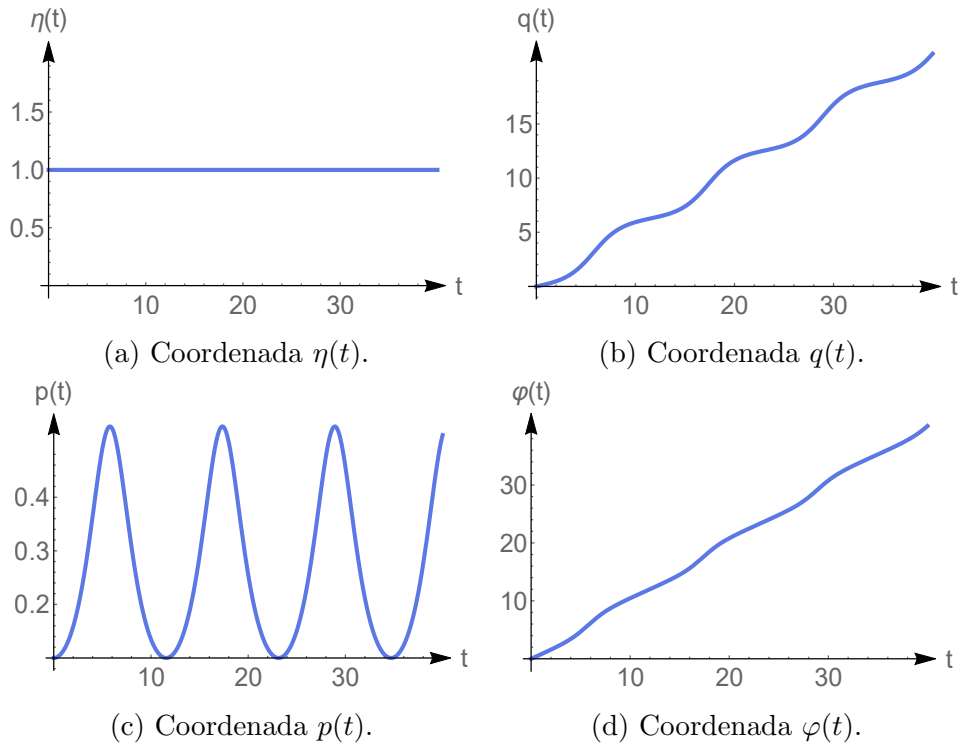 η(t)
1.5
1.0
0.5
10 20 30 t
(a) Coordenada η(t).
q(t)
15
10
5
10 20 30 t
(b) Coordenada q(t).
p(t)
0.4
0.3
0.2
10 20 30 t
(c) Coordenada p(t).
φ(t)
30
20
10
10 20 30 t
(d) Coordenada φ(t).